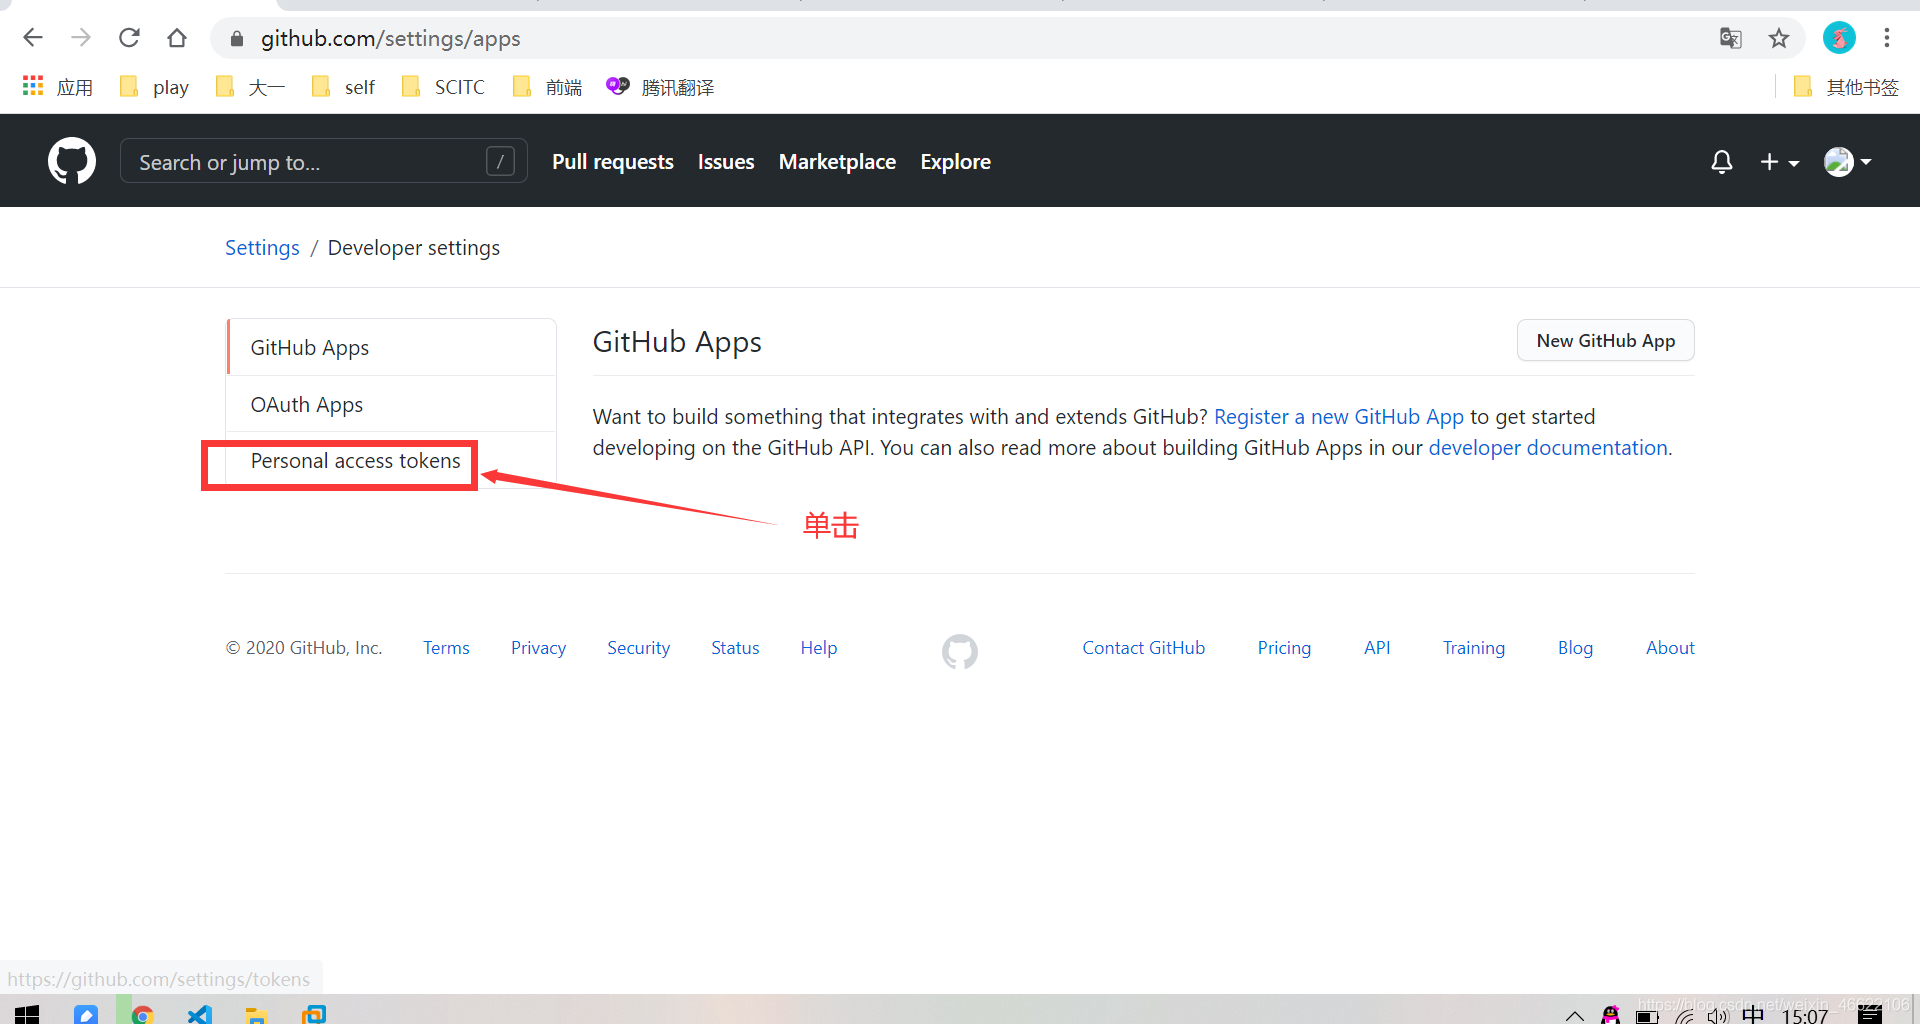 github.com/settings/apps
应用 play 大一 self SCITC 前端 腾讯翻译 其他书签
Search or jump to... / Pull requests Issues Marketplace Explore
Settings / Developer settings
GitHub Apps
OAuth Apps
Personal access tokens
GitHub Apps
New GitHub App
Want to build something that integrates with and extends GitHub? Register a new GitHub App to get started
developing on the GitHub API. You can also read more about building GitHub Apps in our developer documentation.
单击
© 2020 GitHub, Inc. Terms Privacy Security Status Help Contact GitHub Pricing API Training Blog About
https://github.com/settings/tokens
https://blog.csdn.net/weixin_46622106
中 15:07